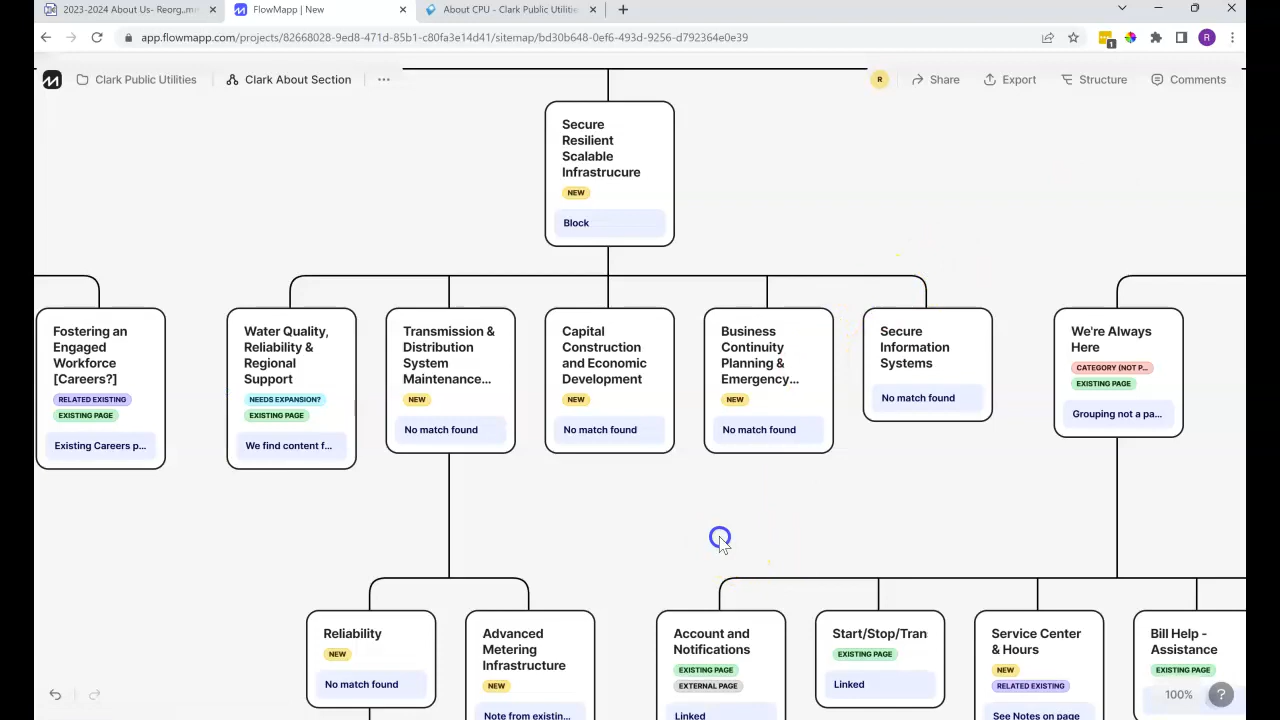 2023-2024 About Us- Reorg,.met
FlowMapp | New
About CPU - Clark Public Utilitie
app.flowmapp.com/projects/82668028-9ed8-471d-85b1-c80fa3e14d41/sitemap/bd30b648-0ef6-493d-9256-d792364e0e39
1
R
Clark Public Utilities
Clark About Section
R
Share
Export
Structure
Comments
Secure
Resilient
Scalable
Infrastrucure
NEW
Block
Fostering an
Engaged
Workforce
[Careers?]
RELATED EXISTING
EXISTING PAGE
Existing Careers p...
Water Quality,
Reliability &
Regional
Support
NEEDS EXPANSION?
EXISTING PAGE
We find content f...
Transmission &
Distribution
System
Maintenance...
NEW
No match found
Capital
Construction
and Economic
Development
NEW
No match found
Business
Continuity
Planning &
Emergency...
NEW
No match found
Secure
Information
Systems
No match found
We're Always
Here
CATEGORY (NOT P...
EXISTING PAGE
Grouping not a pa...
Reliability
NEW
No match found
Advanced
Metering
Infrastructure
NEW
Note from existin...
Account and
Notifications
EXISTING PAGE
EXTERNAL PAGE
Linked
Start/Stop/Tran
EXISTING PAGE
Linked
Service Center
& Hours
NEW
RELATED EXISTING
See Notes on page
Bill Help -
Assistance
EXISTING PAGE
100%
?